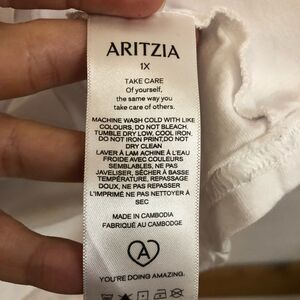 ARITZIA
1X
TAKE CARE
Of yourself,
the same way you
take care of others.
MACHINE WASH COLD WITH LIKE
COLOURS, DO NOT BLEACH
TUMBLE DRY LOW, COOL IRON,
DO NOT IRON PRINT,DO NOT
DRY CLEAN
LAVER À LAM ACHINE À L'EAU
FROIDE AVEC COULEURS
SEMBLABLES, NE PAS
JAVELISER, SÉCHER À BASSE
TEMPÉRATURE, REPASSAGE
DOUX, NE PAS REPASSER
L'IMPRIMÉ NE PAS NETTOYER À
SEC
MADE IN CAMBODIA
FABRIQUÉ AU CAMBODGE
A
YOU'RE DOING AMAZING.